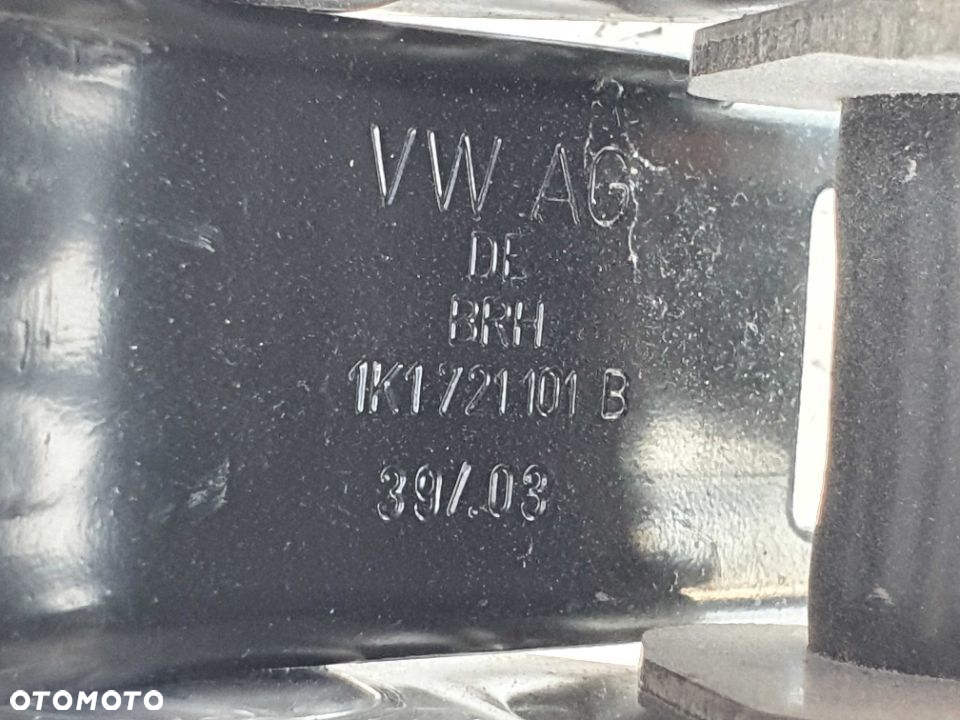 VW AG
DE
BRH
1K1 721 101 B
39/.03
OTOMOTO